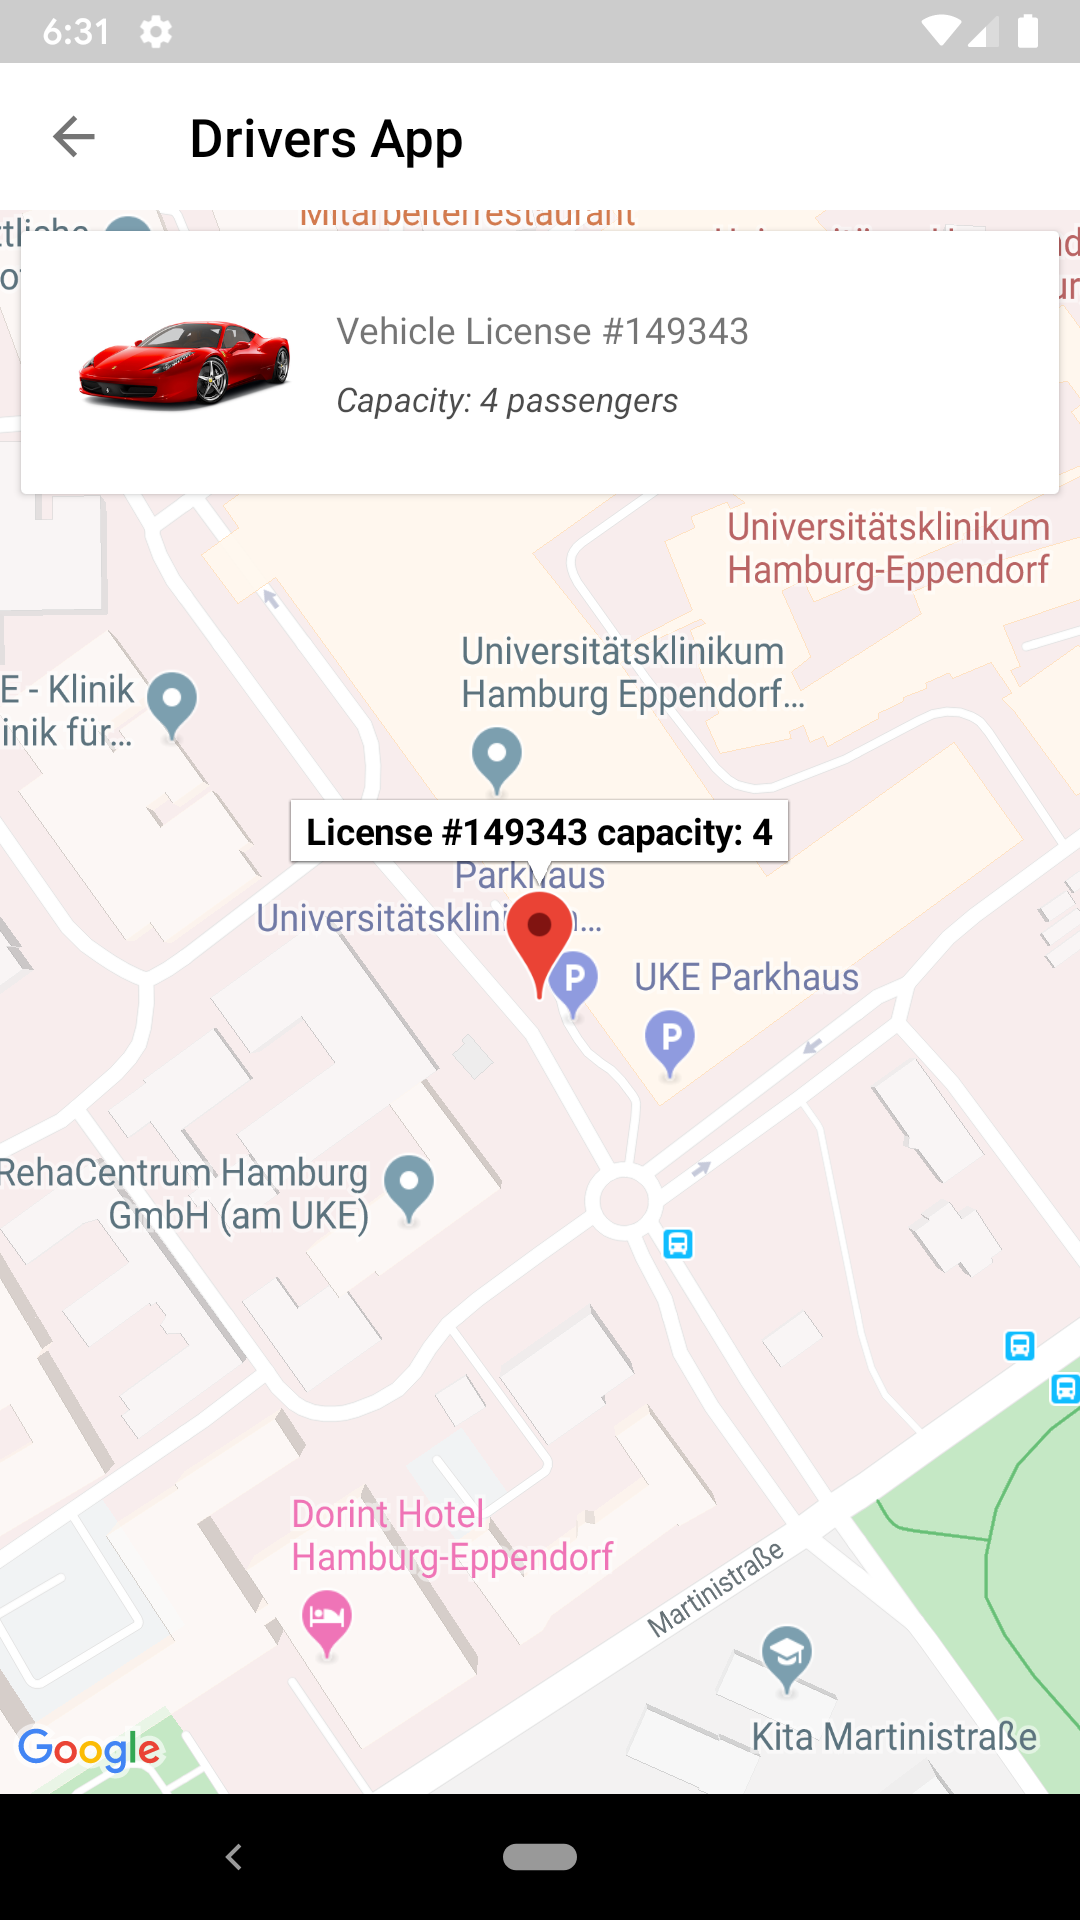 6:31
Drivers App
Mitarbeiterrestaurant
Vehicle License #149343
Capacity: 4 passengers
Universitätsklinikum
Hamburg-Eppendorf
Universitätsklinikum
Hamburg Eppendorf...
E - Klinik
inik für...
License #149343 capacity: 4
Parkhaus
UKE Parkhaus
P
P
RehaCentrum Hamburg
GmbH (am UKE)
Dorint Hotel
Hamburg-Eppendorf
Martinistraße
Kita Martinistraße
Google